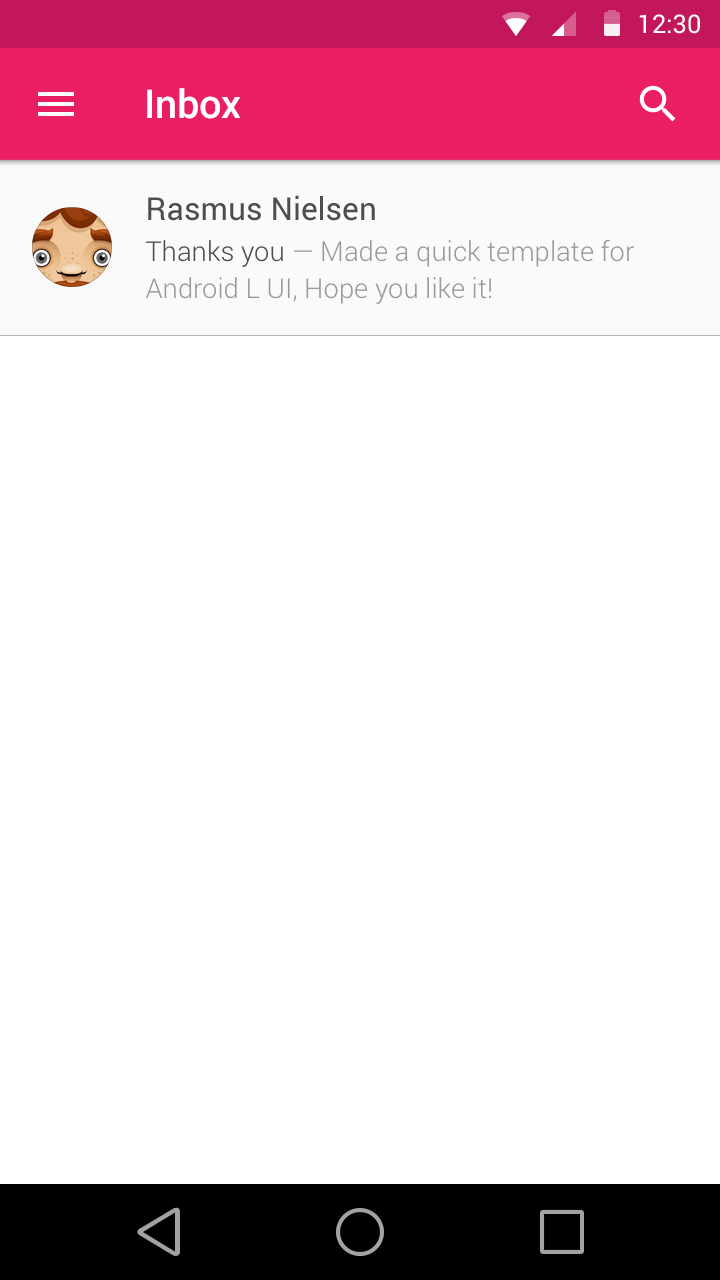 12:30
Inbox
Rasmus Nielsen
Thanks you — Made a quick template for
Android L UI, Hope you like it!